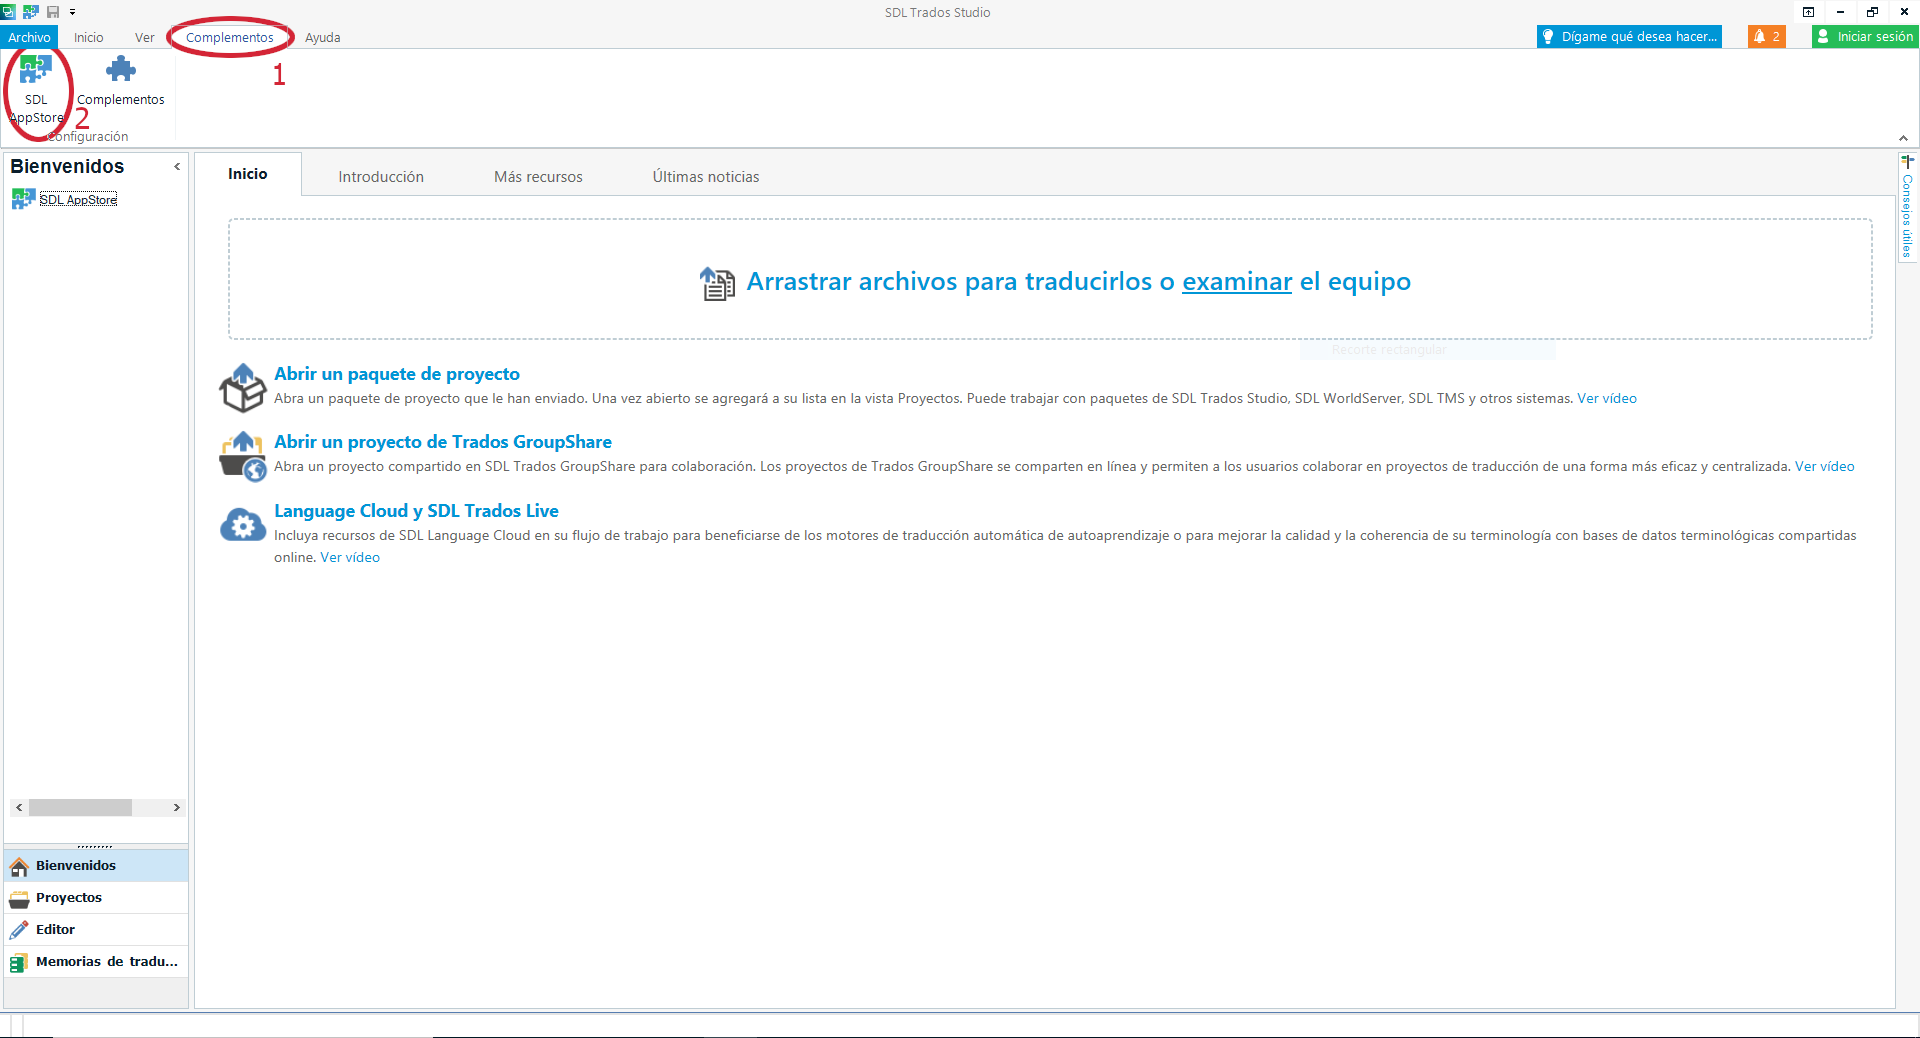 SDL Trados Studio
Archivo Inicio Ver Complementos Ayuda
Dígame qué desea hacer... 2 Iniciar sesión
1
SDL AppStore
Complementos
2
Configuración
Bienvenidos
SDL AppStore
Inicio Introducción Más recursos Últimas noticias
Consejos útiles
Arrastrar archivos para traducirlos o examinar el equipo
Recorte rectangular
Abrir un paquete de proyecto
Abra un paquete de proyecto que le han enviado. Una vez abierto se agregará a su lista en la vista Proyectos. Puede trabajar con paquetes de SDL Trados Studio, SDL WorldServer, SDL TMS y otros sistemas. Ver vídeo
Abrir un proyecto de Trados GroupShare
Abra un proyecto compartido en SDL Trados GroupShare para colaboración. Los proyectos de Trados GroupShare se comparten en línea y permiten a los usuarios colaborar en proyectos de traducción de una forma más eficaz y centralizada. Ver vídeo
Language Cloud y SDL Trados Live
Incluya recursos de SDL Language Cloud en su flujo de trabajo para beneficiarse de los motores de traducción automática de autoaprendizaje o para mejorar la calidad y la coherencia de su terminología con bases de datos terminológicas compartidas
online. Ver vídeo
Bienvenidos
Proyectos
Editor
Memorias de tradu...